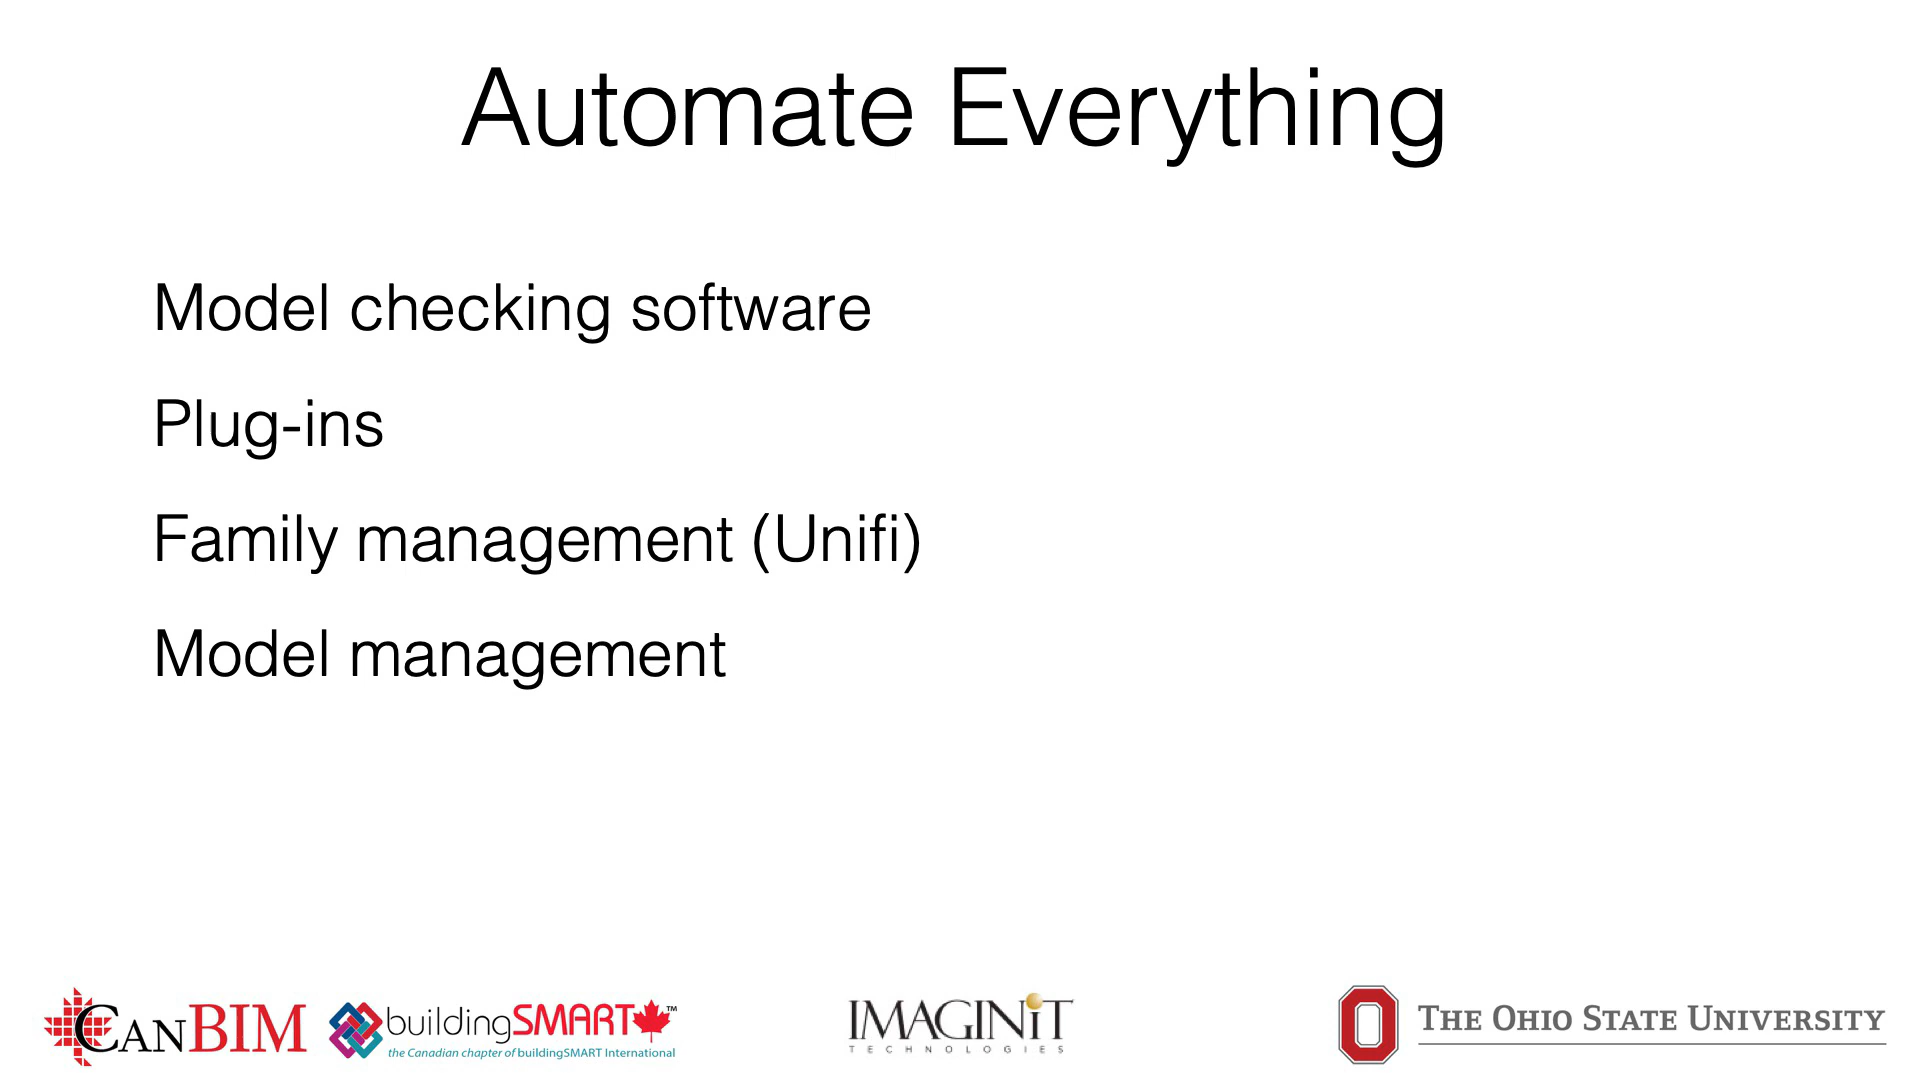 Automate Everything
Model checking software
Plug-ins
Family management (Unifi)
Model management
CANBIM
buildingSMART™
the Canadian chapter of buildingSMART International
IMAGINiT
TECHNOLOGIES
THE OHIO STATE UNIVERSITY